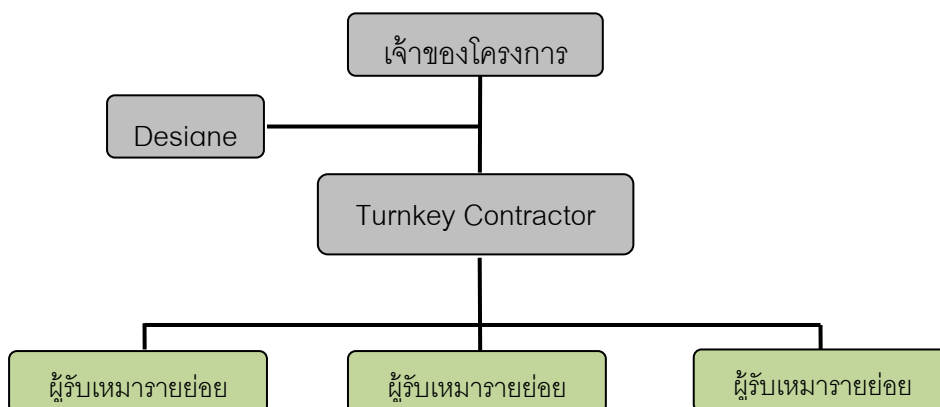 เจ้าของโครงการ
Desiane
Turnkey Contractor
ผู้รับเหมารายย่อย
ผู้รับเหมารายย่อย
ผู้รับเหมารายย่อย